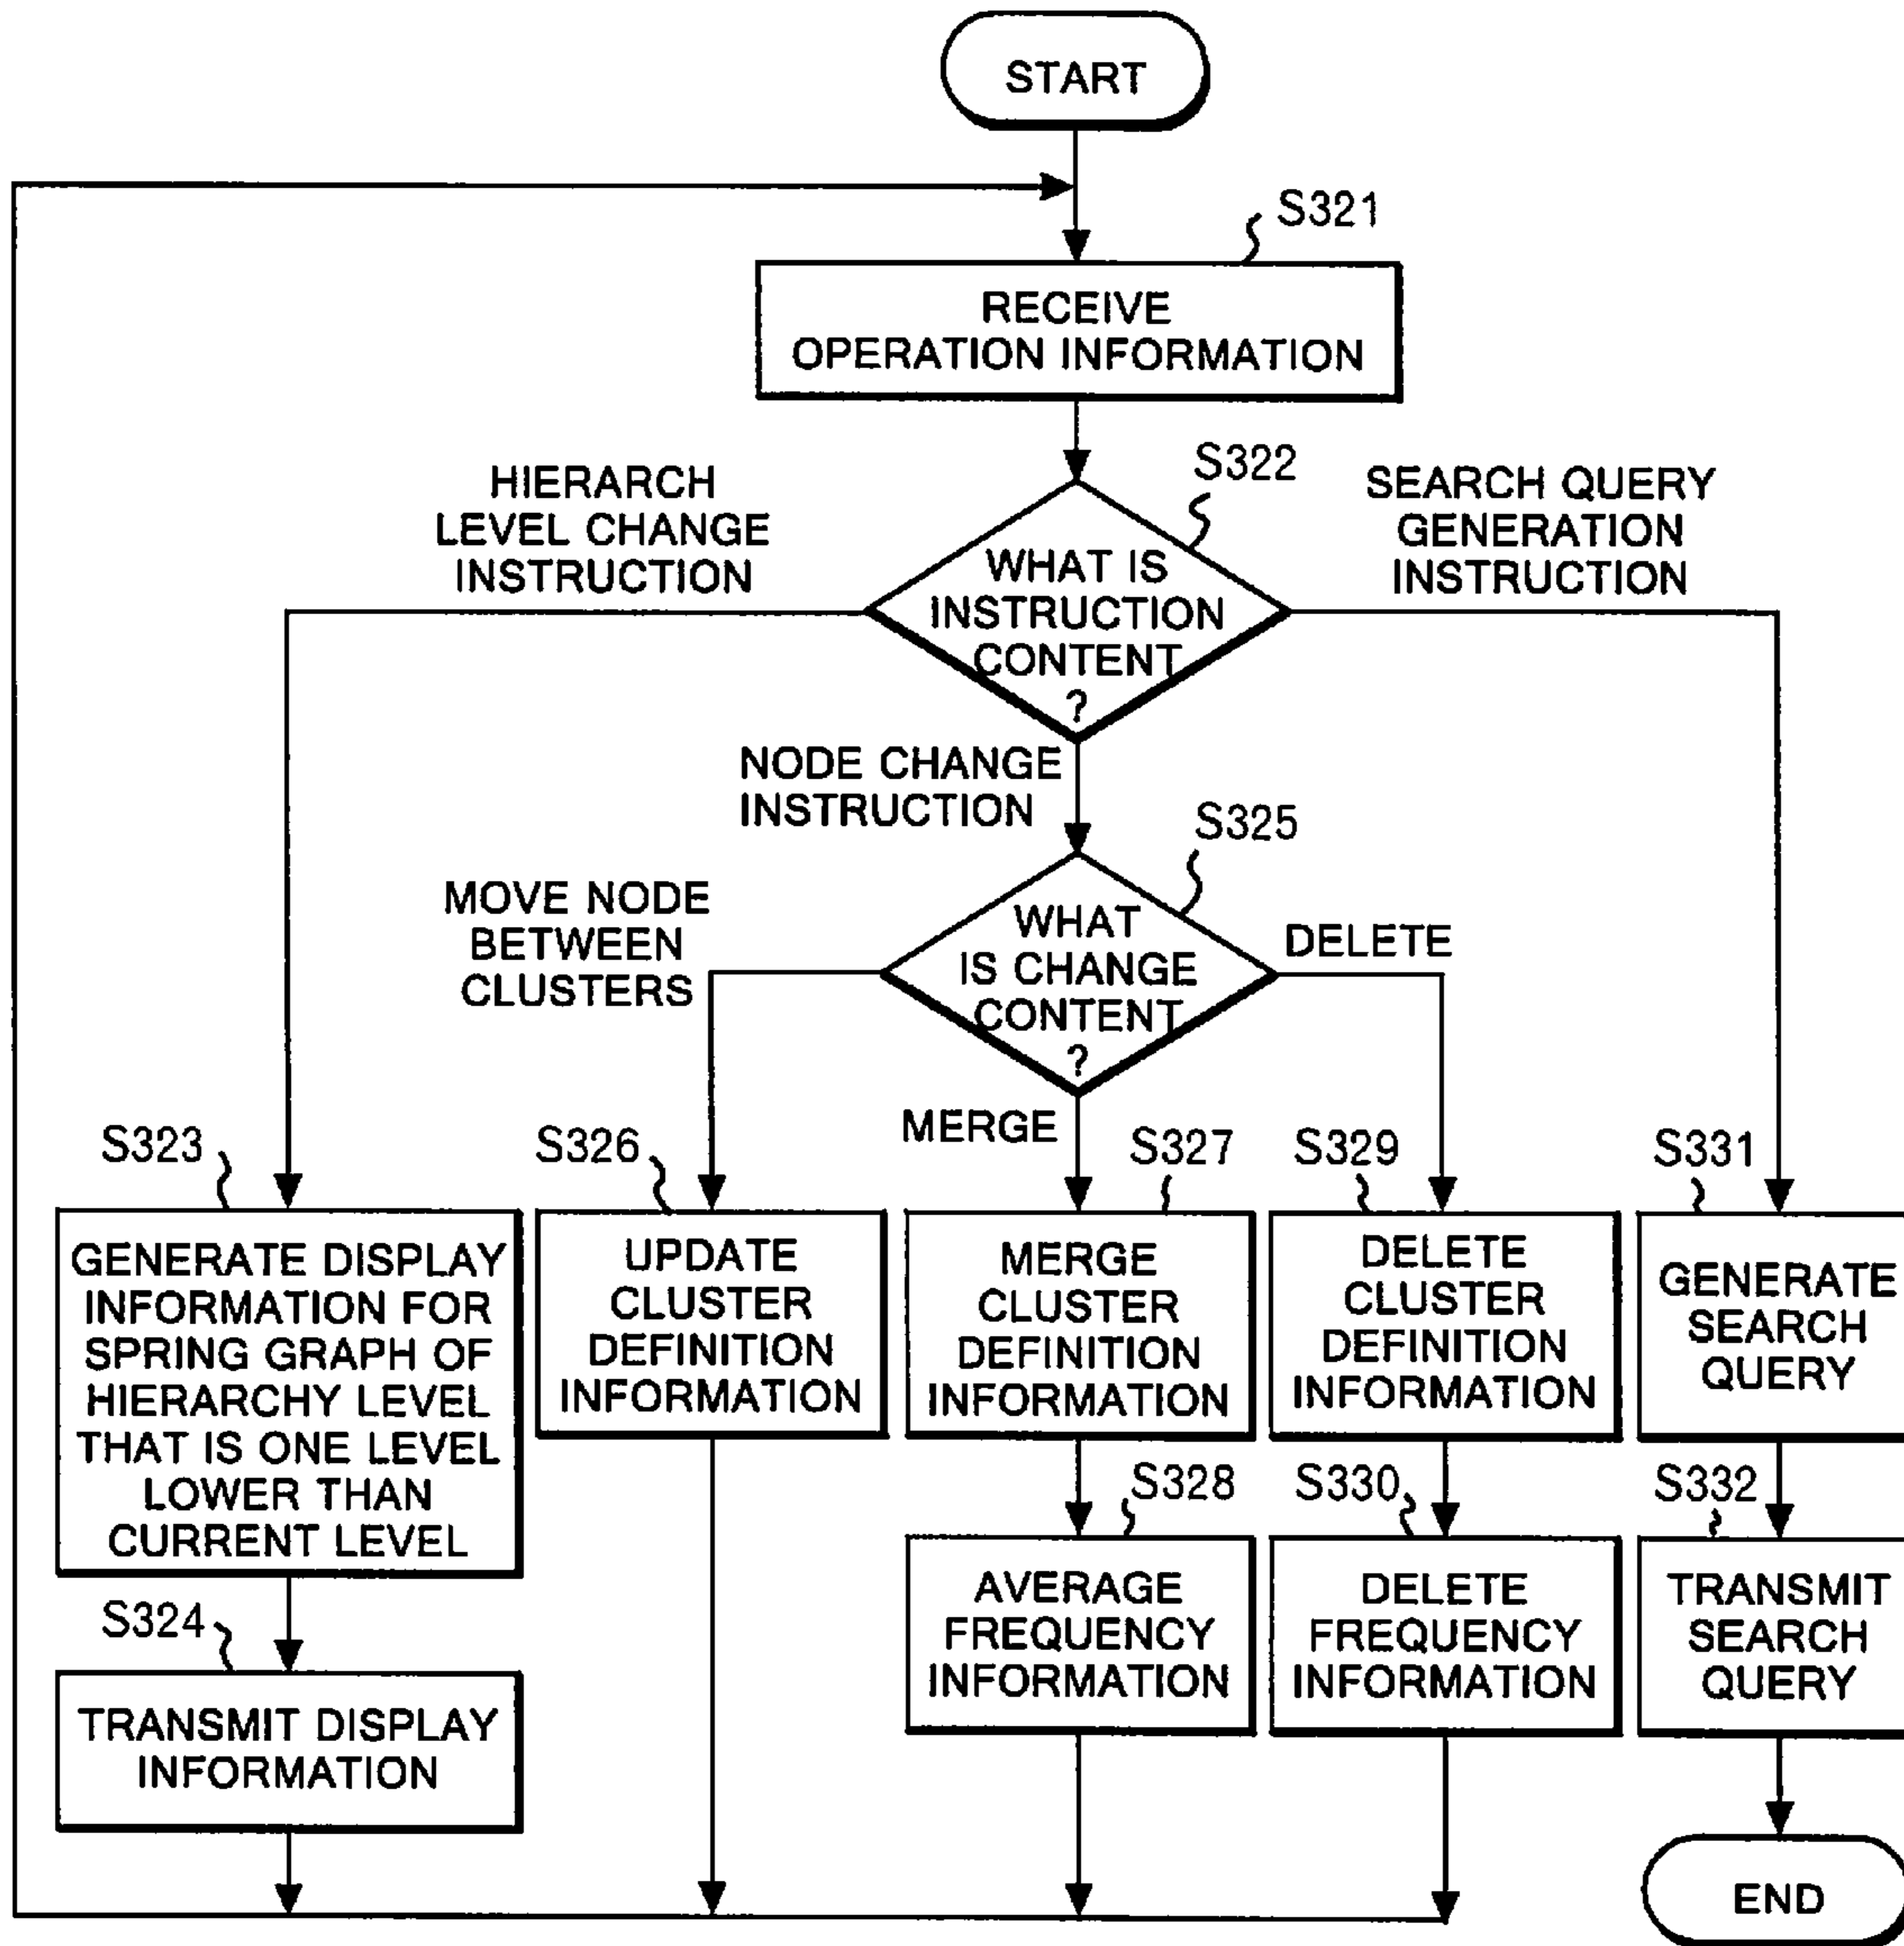 START
S321
RECEIVE
OPERATION INFORMATION
S322
HIERARCH
LEVEL CHANGE
INSTRUCTION
SEARCH QUERY
GENERATION
INSTRUCTION
WHAT IS
INSTRUCTION
CONTENT
?
NODE CHANGE
INSTRUCTION
S325
MOVE NODE
BETWEEN
CLUSTERS
WHAT
IS CHANGE
CONTENT
?
DELETE
MERGE
S323
GENERATE DISPLAY
INFORMATION FOR
SPRING GRAPH OF
HIERARCHY LEVEL
THAT IS ONE LEVEL
LOWER THAN
CURRENT LEVEL
S324
TRANSMIT DISPLAY
INFORMATION
S326
UPDATE
CLUSTER
DEFINITION
INFORMATION
S327
MERGE
CLUSTER
DEFINITION
INFORMATION
S328
AVERAGE
FREQUENCY
INFORMATION
S329
DELETE
CLUSTER
DEFINITION
INFORMATION
S330
DELETE
FREQUENCY
INFORMATION
S331
GENERATE
SEARCH
QUERY
S332
TRANSMIT
SEARCH
QUERY
END